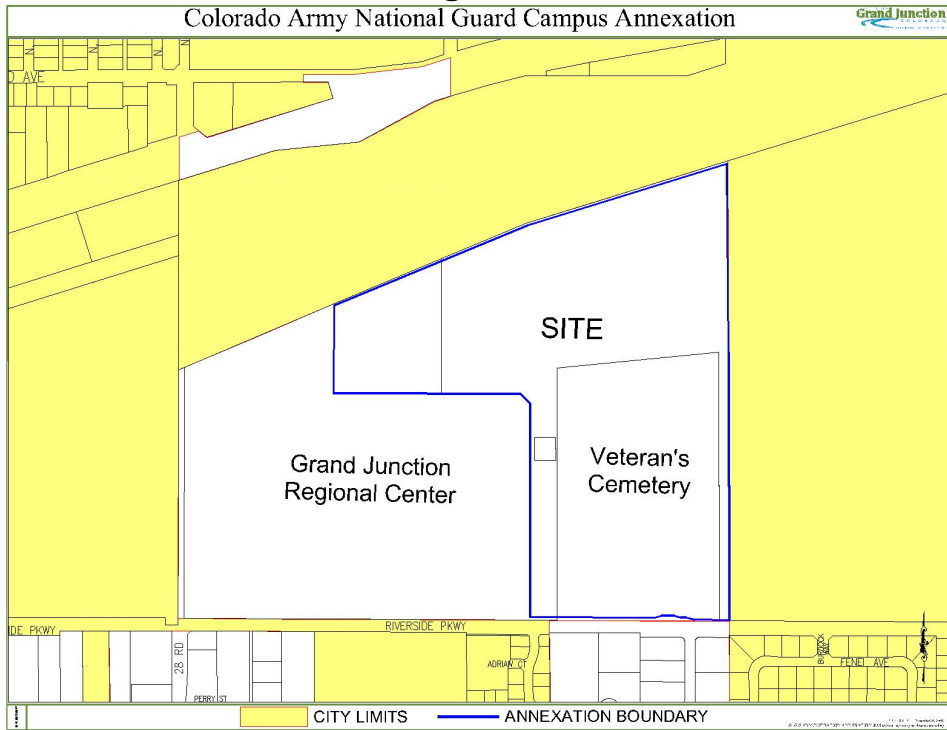 Colorado Army National Guard Campus Annexation
Grand Junction
COLORADO
N
N
N
AVE
SITE
Grand Junction
Regional Center
Veteran's
Cemetery
RIVERSIDE PKWY
IDE PKWY
28 RD
ADRIAN CT
FENEL AVE
PERRY ST
CITY LIMITS
ANNEXATION BOUNDARY